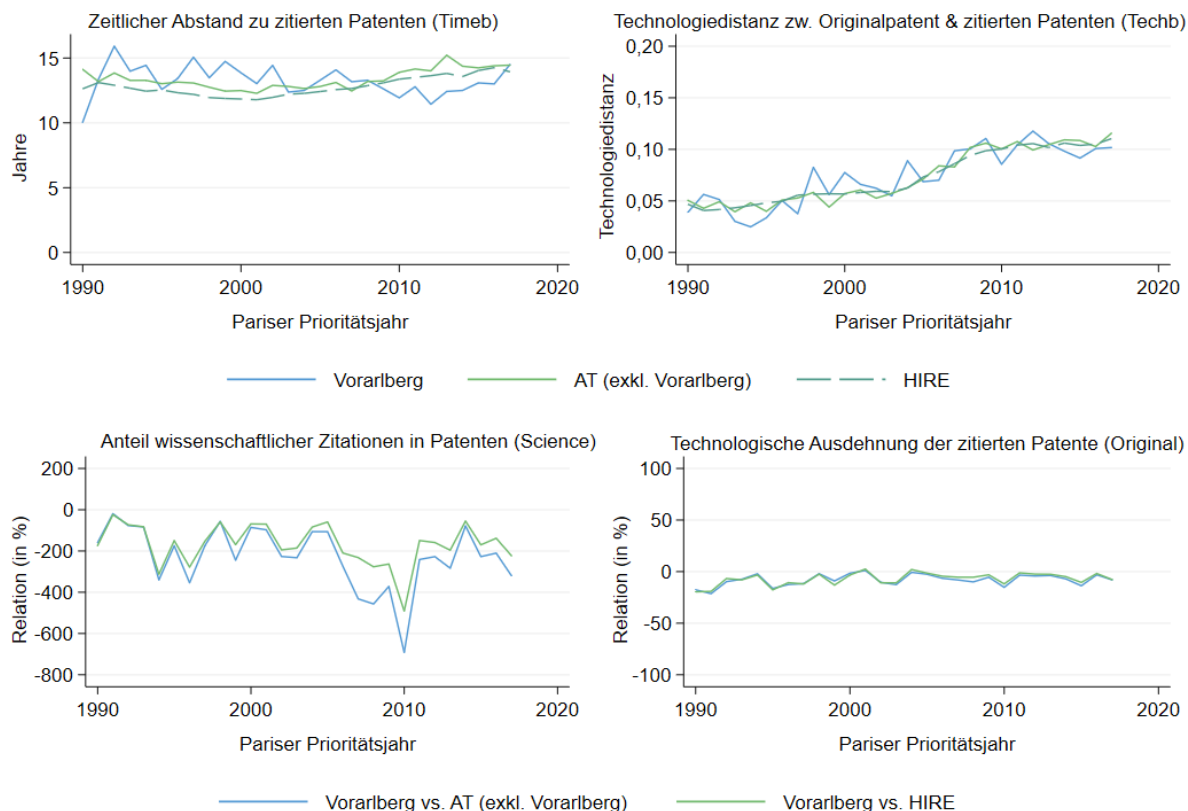 Zeitlicher Abstand zu zitierten Patenten (Timeb)
Jahre
15
10
5
0
1990 2000 2010 2020
Pariser Prioritätsjahr
Technologiedistanz zw. Originalpatent & zitierten Patenten (Techb)
Technologiedistanz
0,20
0,15
0,10
0,05
0,00
1990 2000 2010 2020
Pariser Prioritätsjahr
Vorarlberg AT (exkl. Vorarlberg) HIRE
Anteil wissenschaftlicher Zitationen in Patenten (Science)
Relation (in %)
200
0
-200
-400
-600
-800
1990 2000 2010 2020
Pariser Prioritätsjahr
Technologische Ausdehnung der zitierten Patente (Original)
Relation (in %)
100
50
0
-50
-100
1990 2000 2010 2020
Pariser Prioritätsjahr
Vorarlberg vs. AT (exkl. Vorarlberg) Vorarlberg vs. HIRE